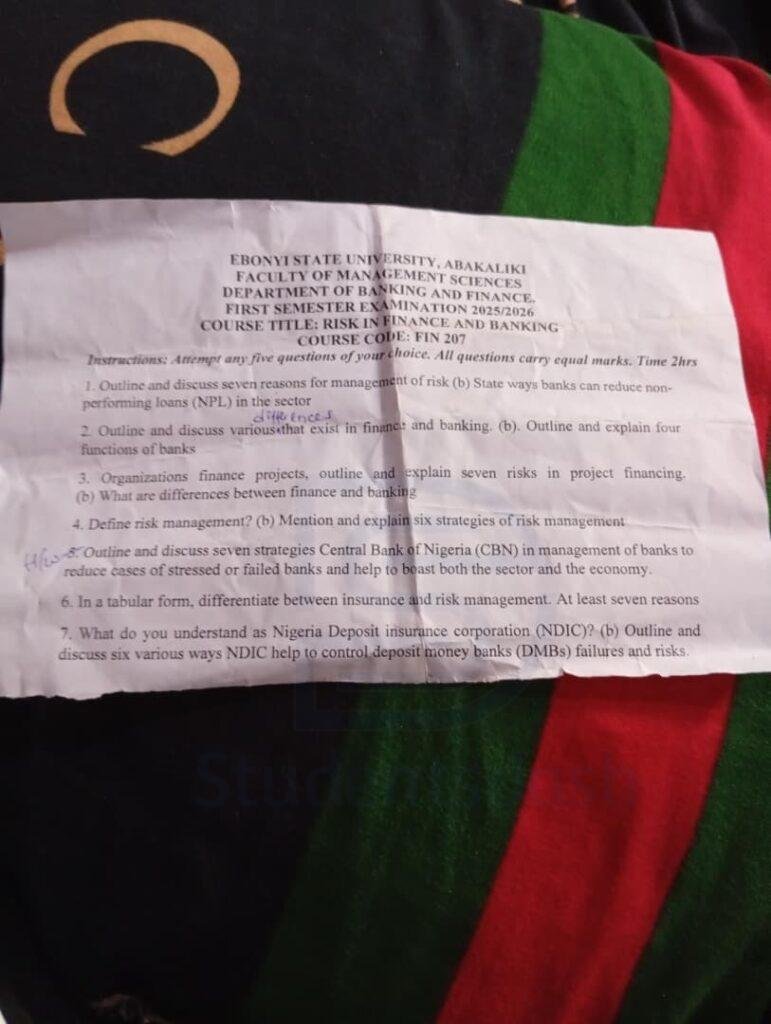 EBONYI STATE UNIVERSITY, ABAKALIKI
FACULTY OF MANAGEMENT SCIENCES
DEPARTMENT OF BANKING AND FINANCE.
FIRST SEMESTER EXAMINATION 2025/2026
COURSE TITLE: RISK IN FINANCE AND BANKING
COURSE CODE: FIN 207
Instructions: Attempt any five questions of your choice. All questions carry equal marks. Time 2hrs
1. Outline and discuss seven reasons for management of risk (b) State ways banks can reduce non-
performing loans (NPL) in the sector
differences
2. Outline and discuss various that exist in finance and banking. (b). Outline and explain four
functions of banks
3. Organizations finance projects, outline and explain seven risks in project financing.
(b) What are differences between finance and banking
4. Define risk management? (b) Mention and explain six strategies of risk management
5. Outline and discuss seven strategies Central Bank of Nigeria (CBN) in management of banks to
reduce cases of stressed or failed banks and help to boast both the sector and the economy.
6. In a tabular form, differentiate between insurance and risk management. At least seven reasons
7. What do you understand as Nigeria Deposit insurance corporation (NDIC)? (b) Outline and
discuss six various ways NDIC help to control deposit money banks (DMBs) failures and risks.